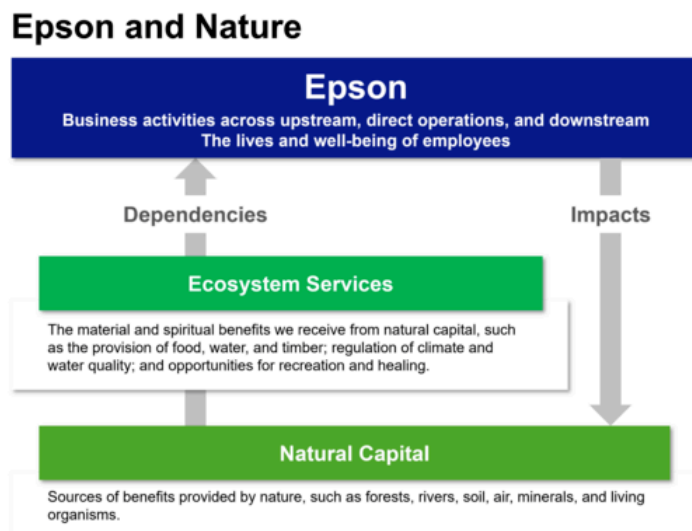 Epson and Nature
Epson
Business activities across upstream, direct operations, and downstream
The lives and well-being of employees
Dependencies
Impacts
Ecosystem Services
The material and spiritual benefits we receive from natural capital, such
as the provision of food, water, and timber; regulation of climate and
water quality; and opportunities for recreation and healing.
Natural Capital
Sources of benefits provided by nature, such as forests, rivers, soil, air, minerals, and living
organisms.